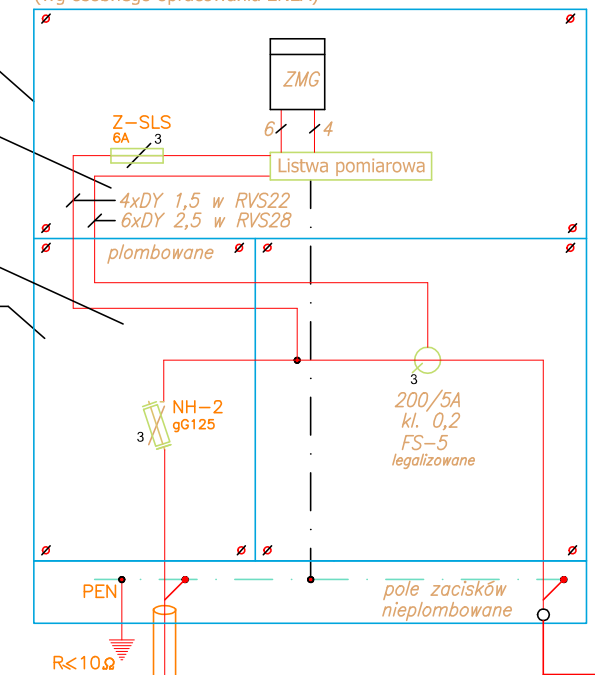 ZMG
Z-SLS
6A
3
6
4
Listwa pomiarowa
4xDY 1,5 w RVS22
6xDY 2,5 w RVS28
plombowane
3
200/5A
kl. 0,2
FS-5
legalizowane
NH-2
gG125
3
PEN
pole zacisków
nieplombowane
R≪10Ω